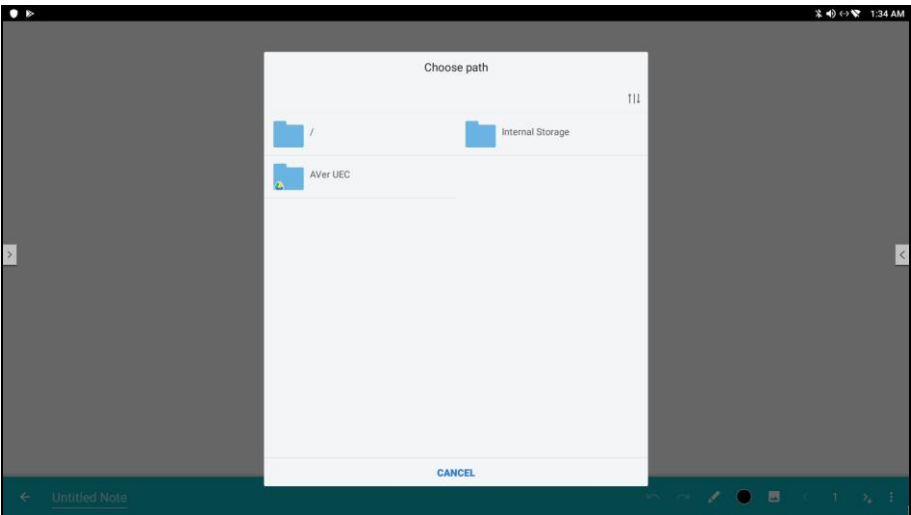 1:34 AM
Choose path
/
Internal Storage
AVer UEC
CANCEL
Untitled Note
1